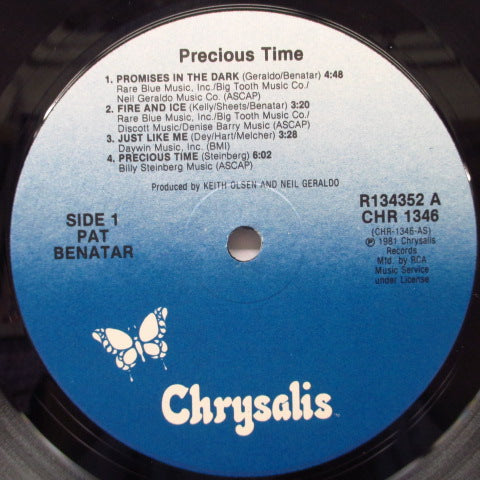 Precious Time
1. PROMISES IN THE DARK (Geraldo/Benatar) 4:48
Rare Blue Music, Inc./Big Tooth Music Co./
Neil Geraldo Music Co. (ASCAP)
2. FIRE AND ICE (Kelly/Sheets/Benatar) 3:20
Rare Blue Music, Inc./Big Tooth Music Co./
Discott Music/Denise Barry Music (ASCAP)
3. JUST LIKE ME (Dey/Hart/Melcher) 3:28
Daywin Music, Inc. (BMI)
4. PRECIOUS TIME (Steinberg) 6:02
Billy Steinberg Music (ASCAP)
Produced by KEITH OLSEN AND NEIL GERALDO
SIDE 1
PAT
BENATAR
R134352 A
CHR 1346
(CHR-1346-AS)
℗ 1981 Chrysalis
Records
Mfd. by RCA
Music Service
under License
Chrysalis